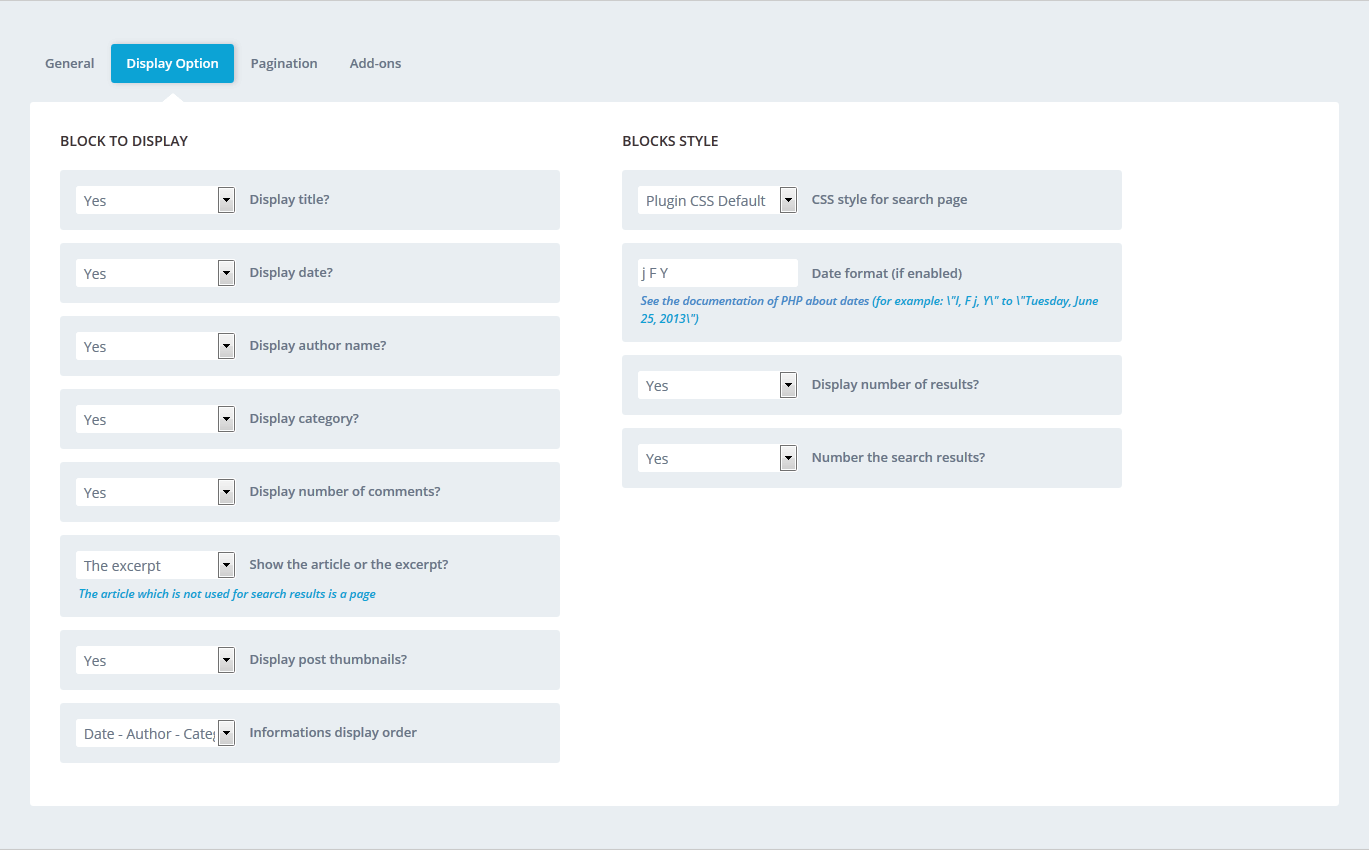 General
Display Option
Pagination
Add-ons
BLOCK TO DISPLAY
Yes
Display title?
Yes
Display date?
Yes
Display author name?
Yes
Display category?
Yes
Display number of comments?
The excerpt
Show the article or the excerpt?
The article which is not used for search results is a page
Yes
Display post thumbnails?
Date - Author - Categ
Informations display order
BLOCKS STYLE
Plugin CSS Default
CSS style for search page
j F Y
Date format (if enabled)
See the documentation of PHP about dates (for example: \"l, F j, Y\" to \"Tuesday, June
25, 2013\")
Yes
Display number of results?
Yes
Number the search results?